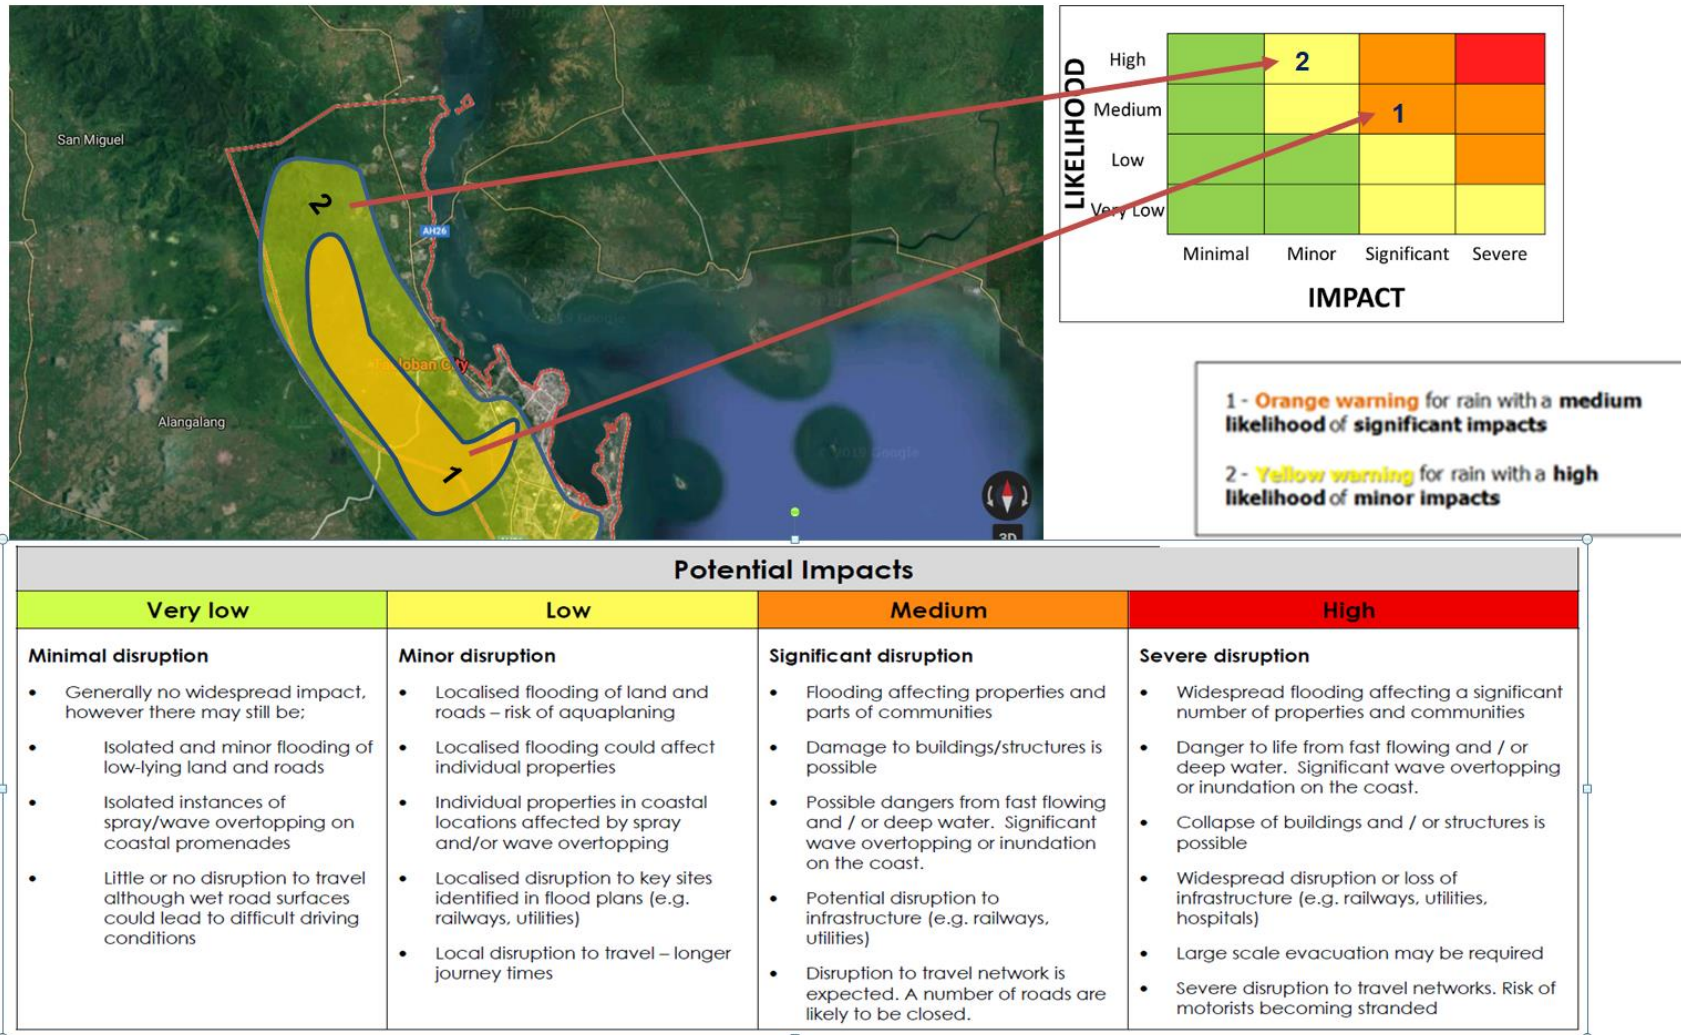 San Miguel
2
AH26
Alangalang
1
3D
LIKELIHOOD
High
2
Medium
1
Low
Very Low
Minimal Minor Significant Severe
IMPACT
1 - Orange warning for rain with a medium
likelihood of significant impacts
2 - Yellow warning for rain with a high
likelihood of minor impacts
Potential Impacts
Very low
Low
Medium
High
Minimal disruption
• Generally no widespread impact,
however there may still be;
• Isolated and minor flooding of
low-lying land and roads
• Isolated instances of
spray/wave overtopping on
coastal promenades
• Little or no disruption to travel
although wet road surfaces
could lead to difficult driving
conditions
Minor disruption
• Localised flooding of land and
roads – risk of aquaplaning
• Localised flooding could affect
individual properties
• Individual properties in coastal
locations affected by spray
and/or wave overtopping
• Localised disruption to key sites
identified in flood plans (e.g.
railways, utilities)
• Local disruption to travel – longer
journey times
Significant disruption
• Flooding affecting properties and
parts of communities
• Damage to buildings/structures is
possible
• Possible dangers from fast flowing
and / or deep water. Significant
wave overtopping or inundation
on the coast.
• Potential disruption to
infrastructure (e.g. railways,
utilities)
• Disruption to travel network is
expected. A number of roads are
likely to be closed.
Severe disruption
• Widespread flooding affecting a significant
number of properties and communities
• Danger to life from fast flowing and / or
deep water. Significant wave overtopping
or inundation on the coast.
• Collapse of buildings and / or structures is
possible
• Widespread disruption or loss of
infrastructure (e.g. railways, utilities,
hospitals)
• Large scale evacuation may be required
• Severe disruption to travel networks. Risk of
motorists becoming stranded